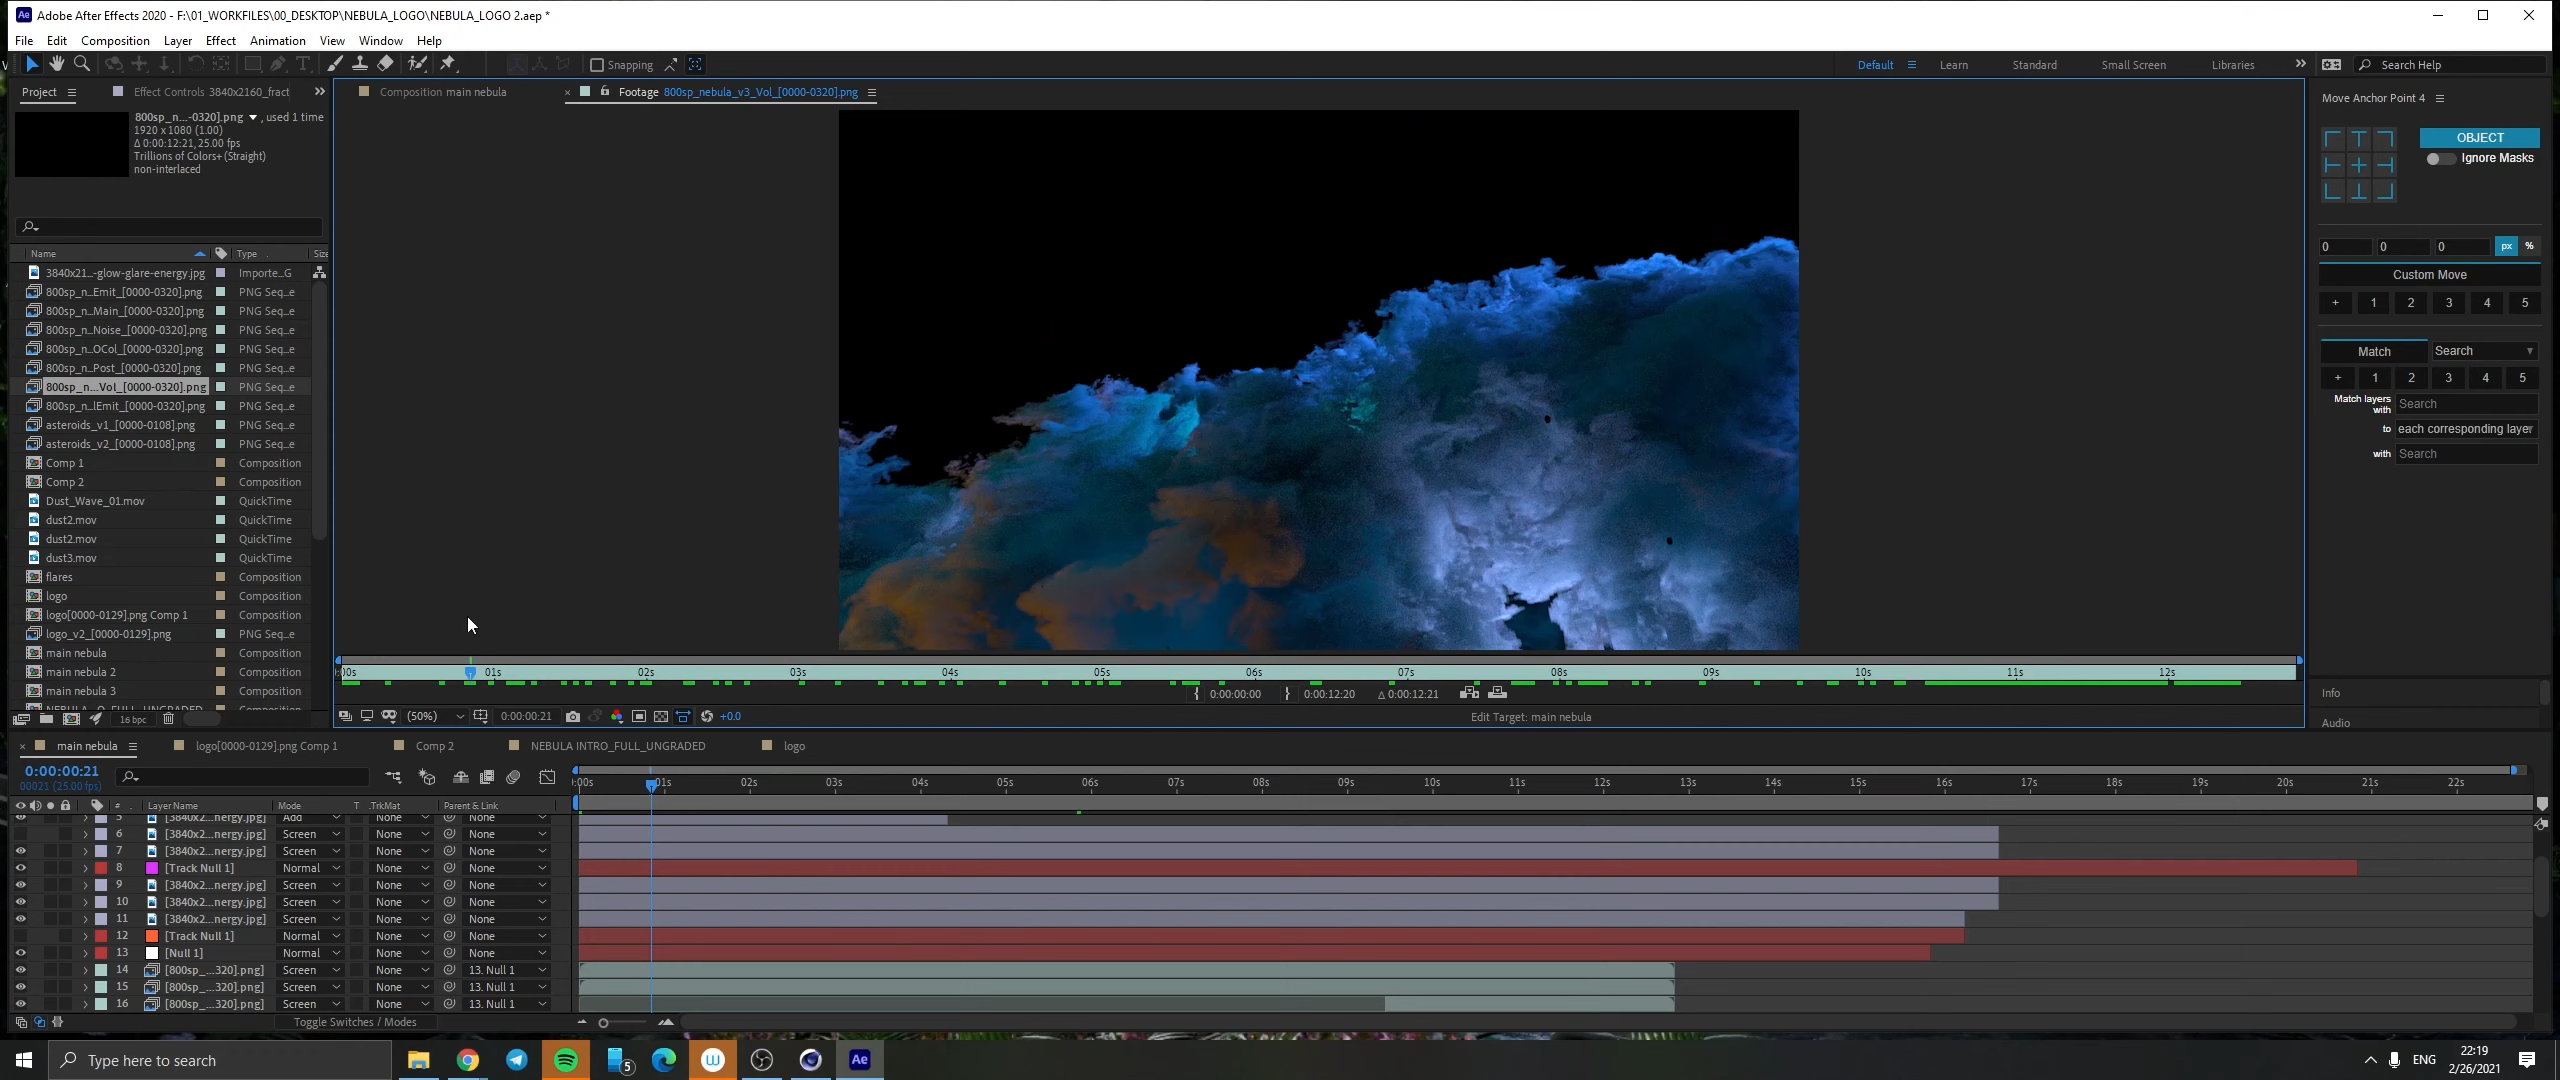 Adobe After Effects 2020 - F:\01_WORKFILES\00_DESKTOP\NEBULA_LOGO\NEBULA_LOGO 2.aep *
File Edit Composition Layer Effect Animation View Window Help
Snapping
Default Learn Standard Small Screen Libraries Search Help
Project Effect Controls 3840x2160_fract
Composition main nebula
Footage 800sp_nebula_v3_Vol_[0000-0320].png
Move Anchor Point 4
800sp_n...-0320].png , used 1 time
1920 x 1080 (1.00)
Δ 0:00:12:21, 25.00 fps
Trillions of Colors+ (Straight)
non-interlaced
OBJECT
Ignore Masks
0 0 0 px %
Custom Move
+ 1 2 3 4 5
Match Search
+ 1 2 3 4 5
Match layers with Search
to each corresponding layer
with Search
Info
Audio
Name Type Size
3840x21...-glow-glare-energy.jpg Importe...G
800sp_n...Emit_[0000-0320].png PNG Seq...e
800sp_n...Main_[0000-0320].png PNG Seq...e
800sp_n...Noise_[0000-0320].png PNG Seq...e
800sp_n...OCol_[0000-0320].png PNG Seq...e
800sp_n...Post_[0000-0320].png PNG Seq...e
800sp_n...Vol_[0000-0320].png PNG Seq...e
800sp_n...lEmit_[0000-0320].png PNG Seq...e
asteroids_v1_[0000-0108].png PNG Seq...e
asteroids_v2_[0000-0108].png PNG Seq...e
Comp 1 Composition
Comp 2 Composition
Dust_Wave_01.mov QuickTime
dust2.mov QuickTime
dust2.mov QuickTime
dust3.mov QuickTime
flares Composition
logo Composition
logo[0000-0129].png Comp 1 Composition
logo_v2_[0000-0129].png PNG Seq...e
main nebula Composition
main nebula 2 Composition
main nebula 3 Composition
16 bpc
:00s 01s 02s 03s 04s 05s 06s 07s 08s 09s 10s 11s 12s
0:00:00:00 0:00:12:20 Δ 0:00:12:21
(50%) 0:00:00:21 +0.0 Edit Target: main nebula
main nebula logo[0000-0129].png Comp 1 Comp 2 NEBULA INTRO_FULL_UNGRADED logo
0:00:00:21
00021 (25.00 fps)
:00s 01s 02s 03s 04s 05s 06s 07s 08s 09s 10s 11s 12s 13s 14s 15s 16s 17s 18s 19s 20s 21s 22s
# Layer Name Mode T .TrkMat Parent & Link
5 [3840x2...nergy.jpg] Add None None
6 [3840x2...nergy.jpg] Screen None None
7 [3840x2...nergy.jpg] Screen None None
8 [Track Null 1] Normal None None
9 [3840x2...nergy.jpg] Screen None None
10 [3840x2...nergy.jpg] Screen None None
11 [3840x2...nergy.jpg] Screen None None
12 [Track Null 1] Normal None None
13 [Null 1] Normal None None
14 [800sp_...320].png] Screen None 13. Null 1
15 [800sp_...320].png] Screen None 13. Null 1
16 [800sp_...320].png] Screen None 13. Null 1
Toggle Switches / Modes
Type here to search
5
Ae
ENG
22:19
2/26/2021